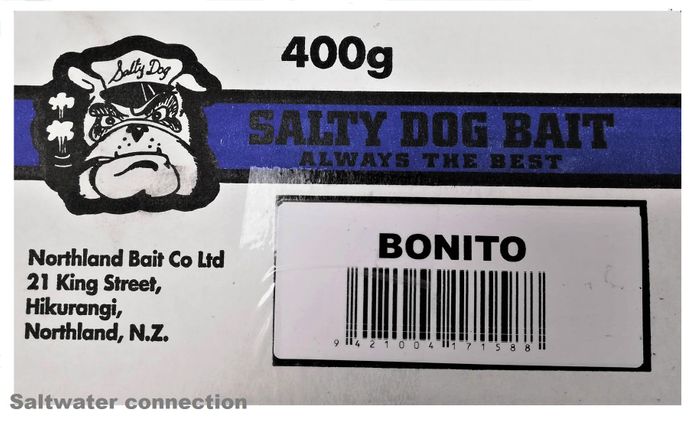 400g
Salty Dog
SALTY DOG BAIT
ALWAYS THE BEST
BONITO
Northland Bait Co Ltd
21 King Street,
Hikurangi,
Northland, N.Z.
9 421004 171588
Saltwater connection